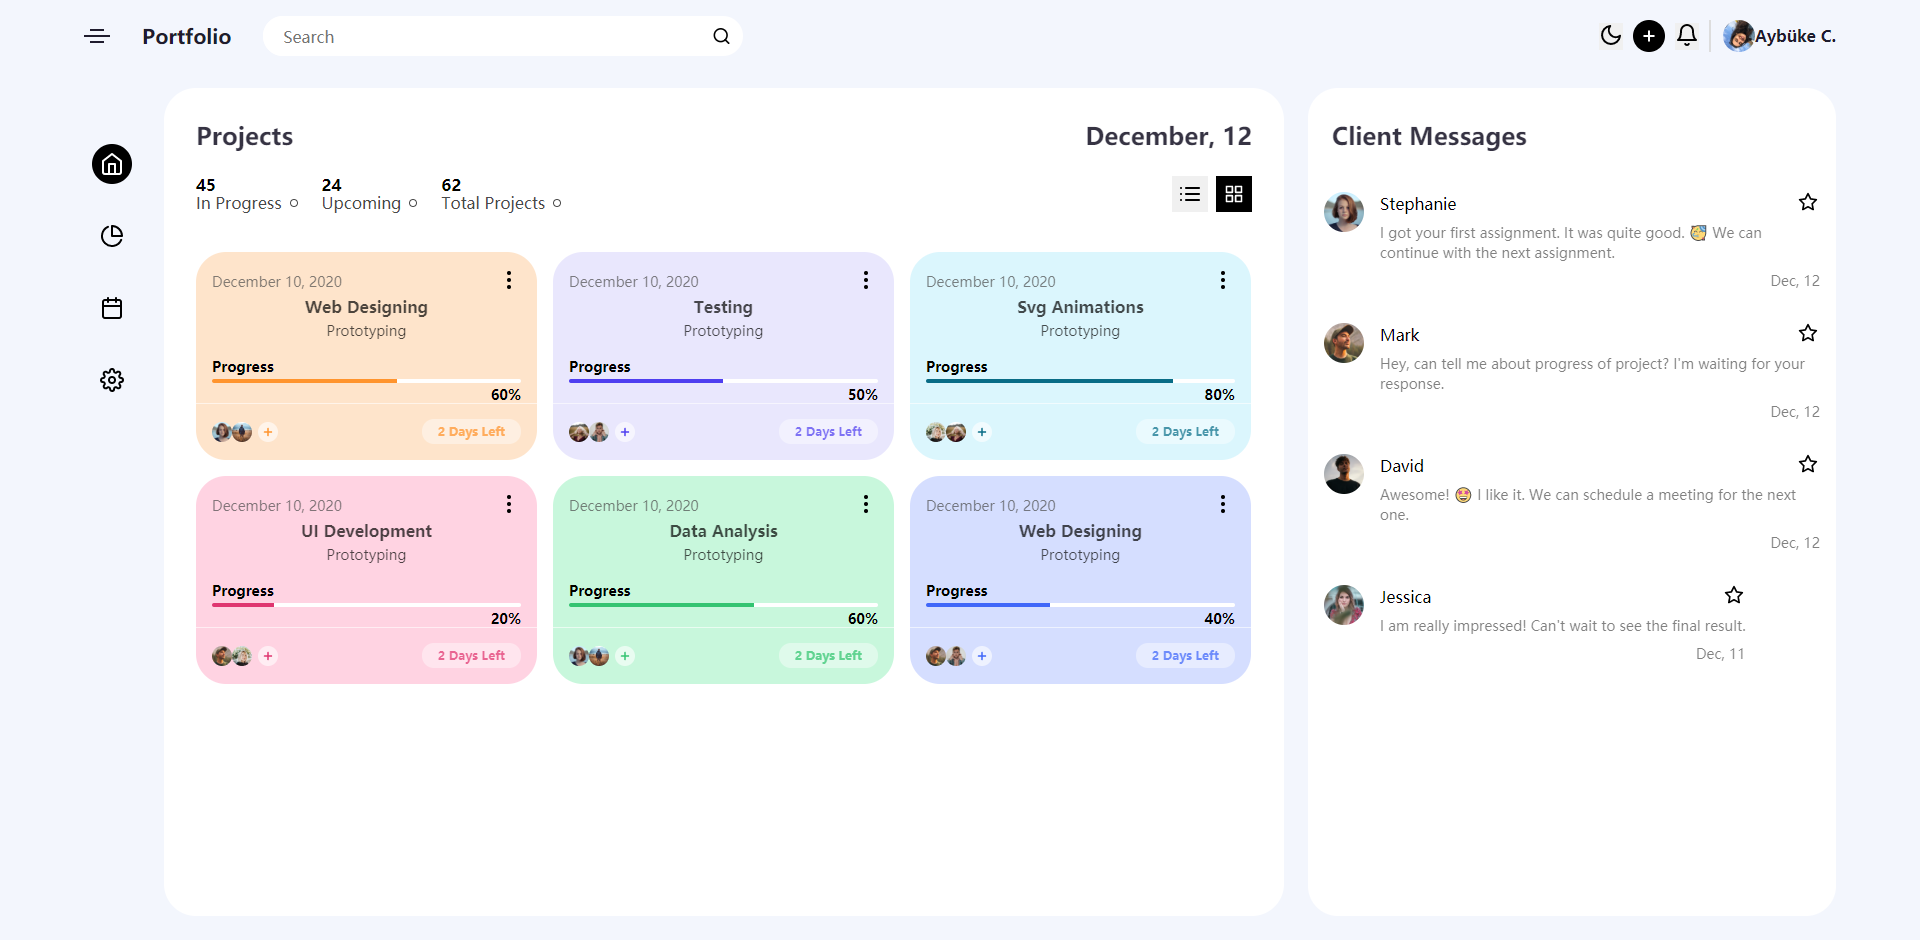 Portfolio
Search
Aybüke C.
Projects
December, 12
45
In Progress
24
Upcoming
62
Total Projects
December 10, 2020
Web Designing
Prototyping
Progress
60%
2 Days Left
December 10, 2020
Testing
Prototyping
Progress
50%
2 Days Left
December 10, 2020
Svg Animations
Prototyping
Progress
80%
2 Days Left
December 10, 2020
UI Development
Prototyping
Progress
20%
2 Days Left
December 10, 2020
Data Analysis
Prototyping
Progress
60%
2 Days Left
December 10, 2020
Web Designing
Prototyping
Progress
40%
2 Days Left
Client Messages
Stephanie
I got your first assignment. It was quite good. 🥳 We can
continue with the next assignment.
Dec, 12
Mark
Hey, can tell me about progress of project? I'm waiting for your
response.
Dec, 12
David
Awesome! 🤩 I like it. We can schedule a meeting for the next
one.
Dec, 12
Jessica
I am really impressed! Can't wait to see the final result.
Dec, 11